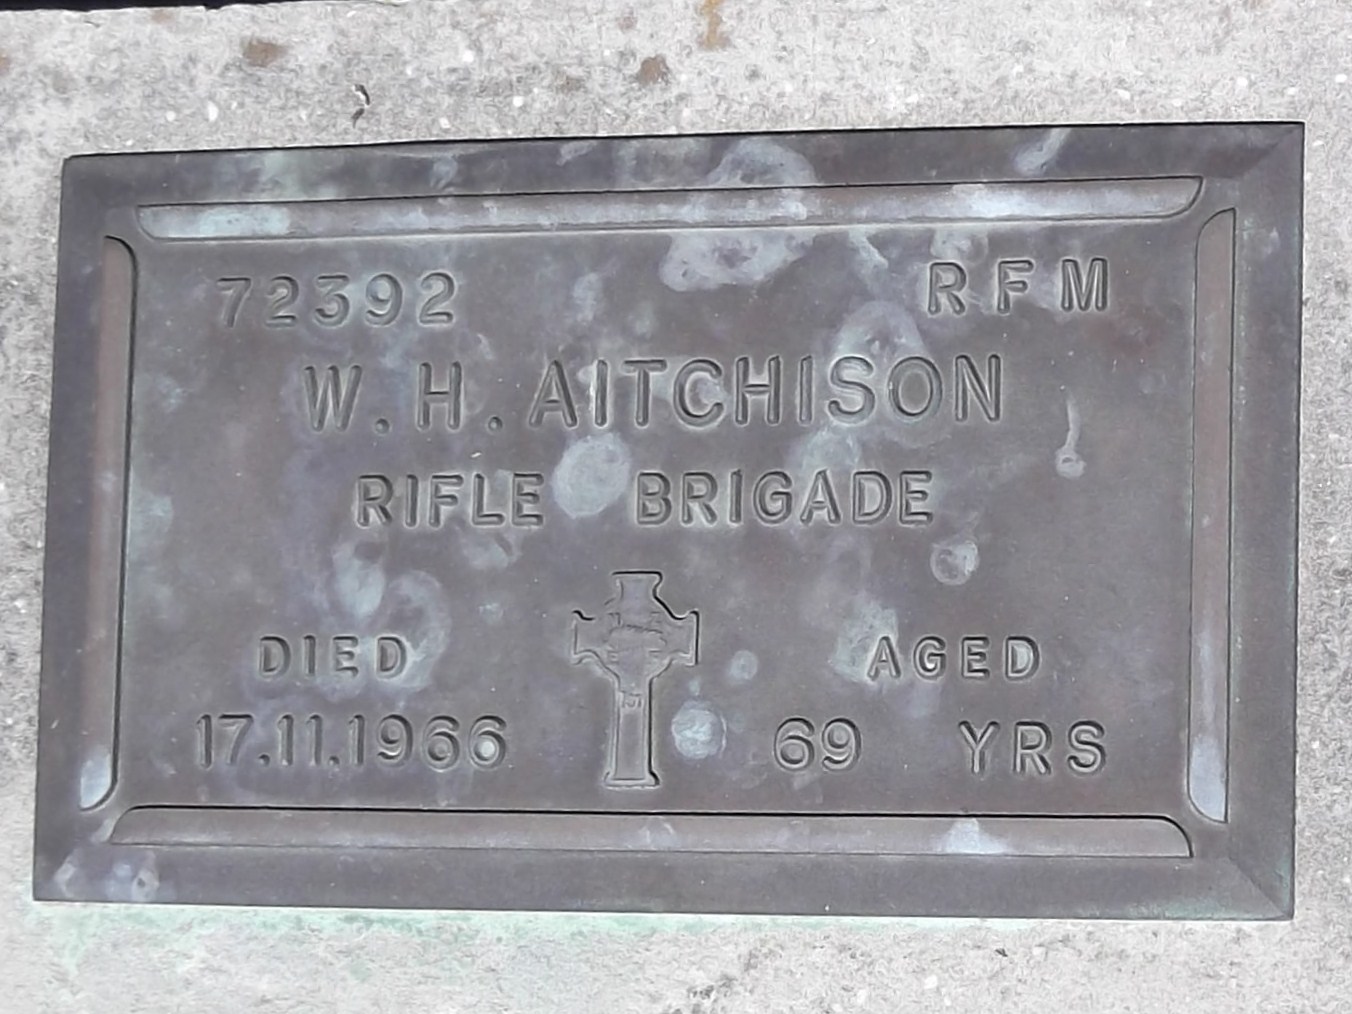 72392 RFM
W. H. AITCHISON
RIFLE BRIGADE
DIED AGED
17.11.1966 69 YRS